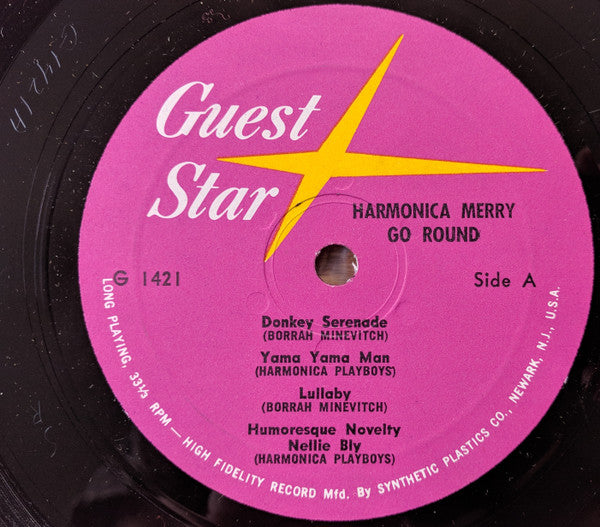 Guest
Star
HARMONICA MERRY
GO ROUND
G 1421
Side A
Donkey Serenade
(BORRAH MINEVITCH)
Yama Yama Man
(HARMONICA PLAYBOYS)
Lullaby
(BORRAH MINEVITCH)
Humoresque Novelty
Nellie Bly
(HARMONICA PLAYBOYS)
LONG PLAYING, 33⅓ RPM — HIGH FIDELITY RECORD Mfd. By SYNTHETIC PLASTICS CO., NEWARK, N.J., U.S.A.